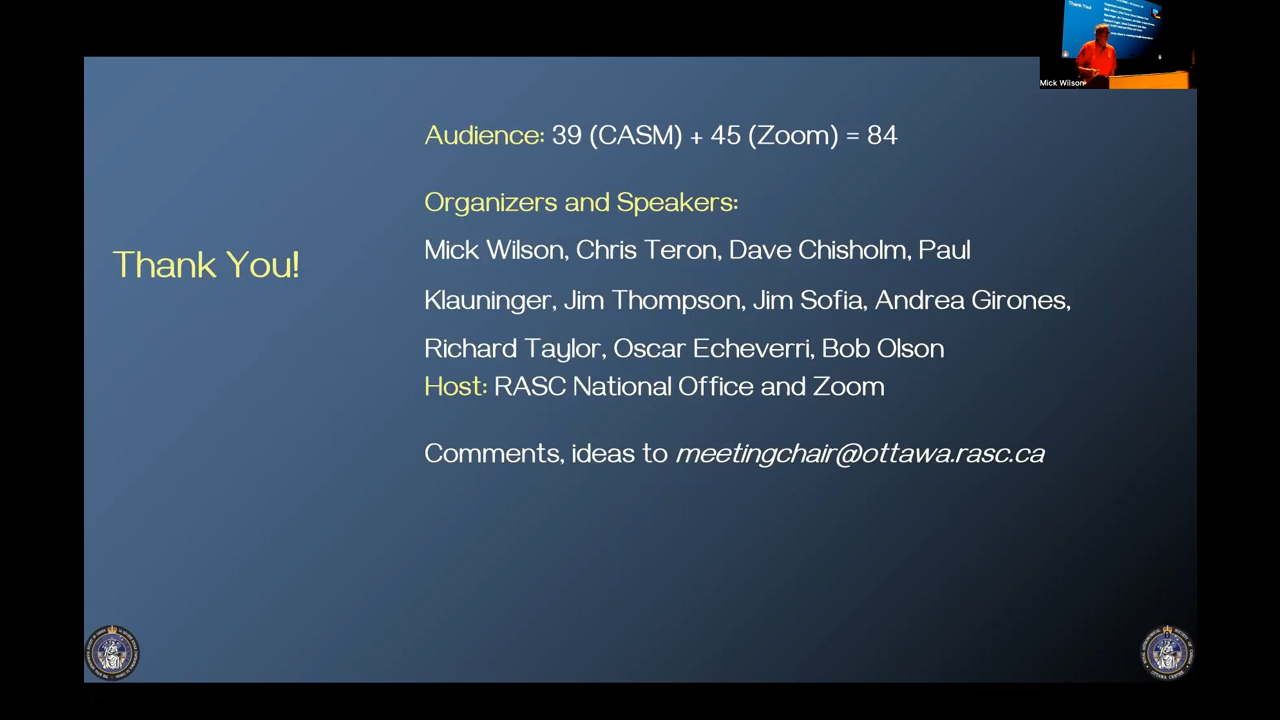 Thank You!
Audience: 39 (CASM) + 45 (Zoom) = 84
Organizers and Speakers:
Mick Wilson, Chris Teron, Dave Chisholm, Paul
Klauninger, Jim Thompson, Jim Sofia, Andrea Girones,
Richard Taylor, Oscar Echeverri, Bob Olson
Host: RASC National Office and Zoom
Comments, ideas to meetingchair@ottawa.rasc.ca
Thank You!
Mick Wilson